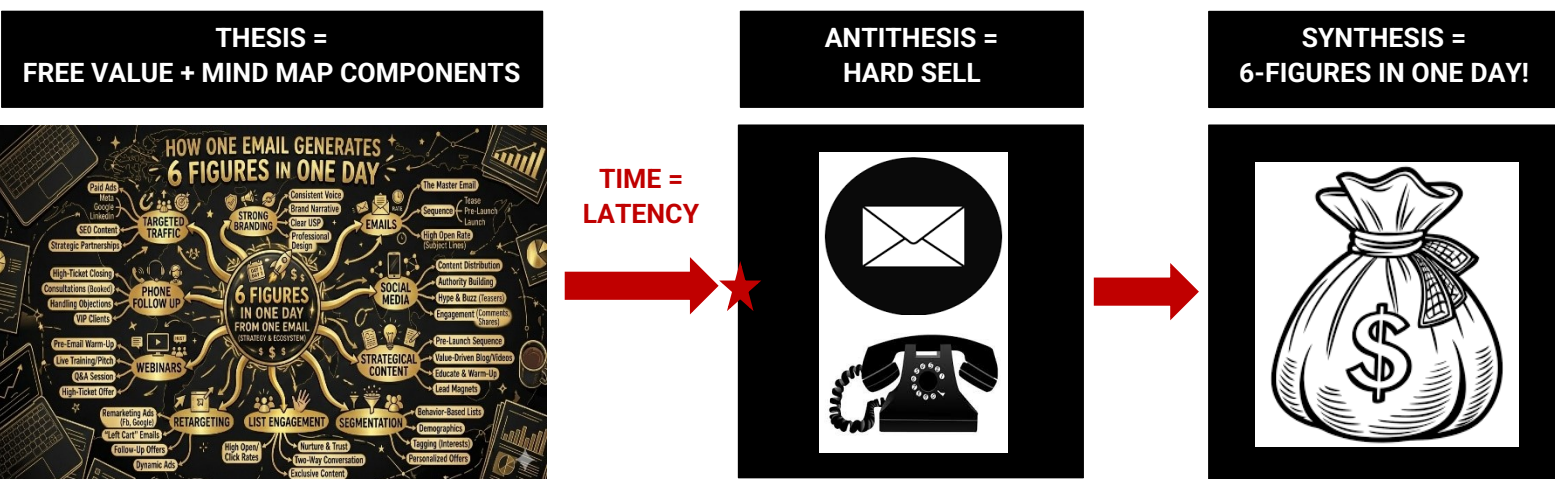 THESIS =
FREE VALUE + MIND MAP COMPONENTS
ANTITHESIS =
HARD SELL
SYNTHESIS =
6-FIGURES IN ONE DAY!
TIME =
LATENCY
HOW ONE EMAIL GENERATES
6 FIGURES IN ONE DAY
6 FIGURES
IN ONE DAY
FROM ONE EMAIL
(STRATEGY & ECOSYSTEM)
$ $ $
TARGETED
TRAFFIC
Paid Ads
Meta
Google
LinkedIn
SEO Content
Strategic Partnerships
STRONG
BRANDING
Consistent Voice
Brand Narrative
Clear USP
Professional
Design
EMAILS
The Master Email
Sequence
Tease
Pre-Launch
Launch
High Open Rate
(Subject Lines)
PHONE
FOLLOW UP
High-Ticket Closing
Consultations (Booked)
Handling Objections
VIP Clients
SOCIAL
MEDIA
Content Distribution
Authority Building
Hype & Buzz (Teasers)
Engagement (Comments,
Shares)
WEBINARS
Pre-Email Warm-Up
Live Training/Pitch
Q&A Session
High-Ticket Offer
STRATEGICAL
CONTENT
Pre-Launch Sequence
Value-Driven Blog/Videos
Educate & Warm-Up
Lead Magnets
RETARGETING
Remarketing Ads
(Fb, Google)
"Left Cart" Emails
Follow-Up Offers
Dynamic Ads
LIST ENGAGEMENT
High Open/
Click Rates
Nurture & Trust
Two-Way Conversation
Exclusive Content
SEGMENTATION
Behavior-Based Lists
Demographics
Tagging (Interests)
Personalized Offers
$